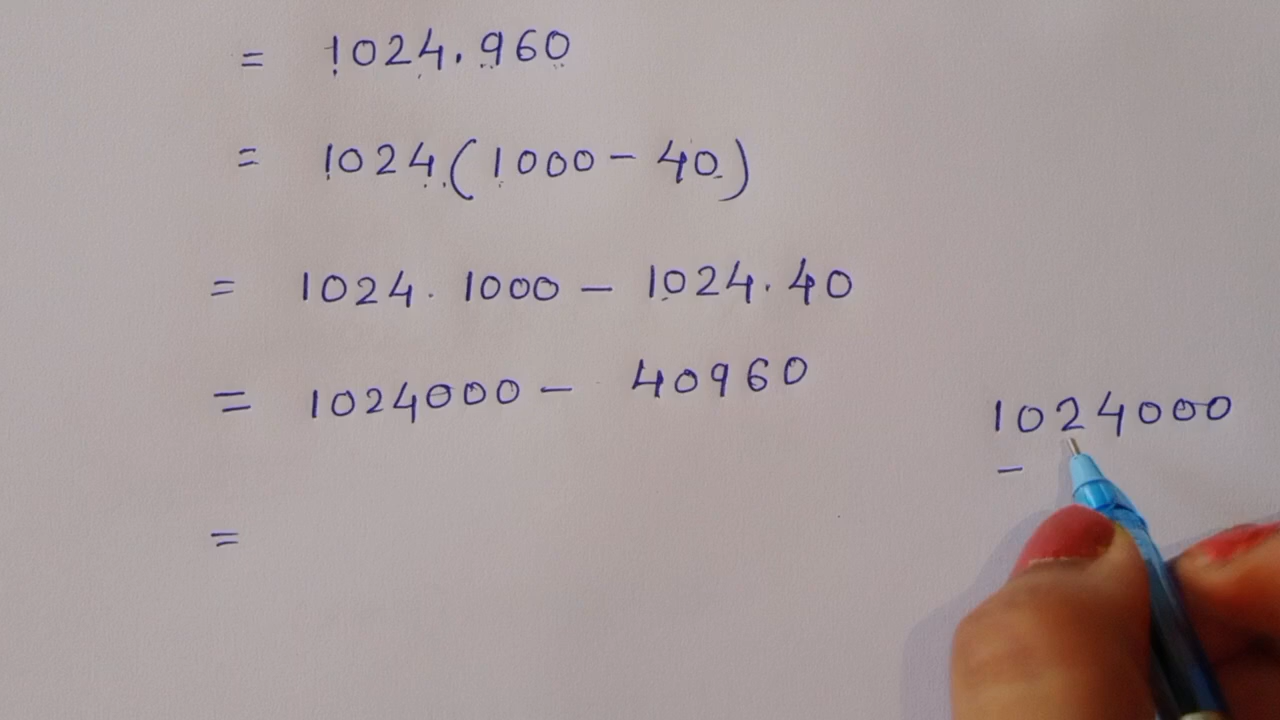 = 1024.960
= 1024(1000 - 40)
= 1024.1000 - 1024.40
= 1024000 - 40960
1024000
-
=